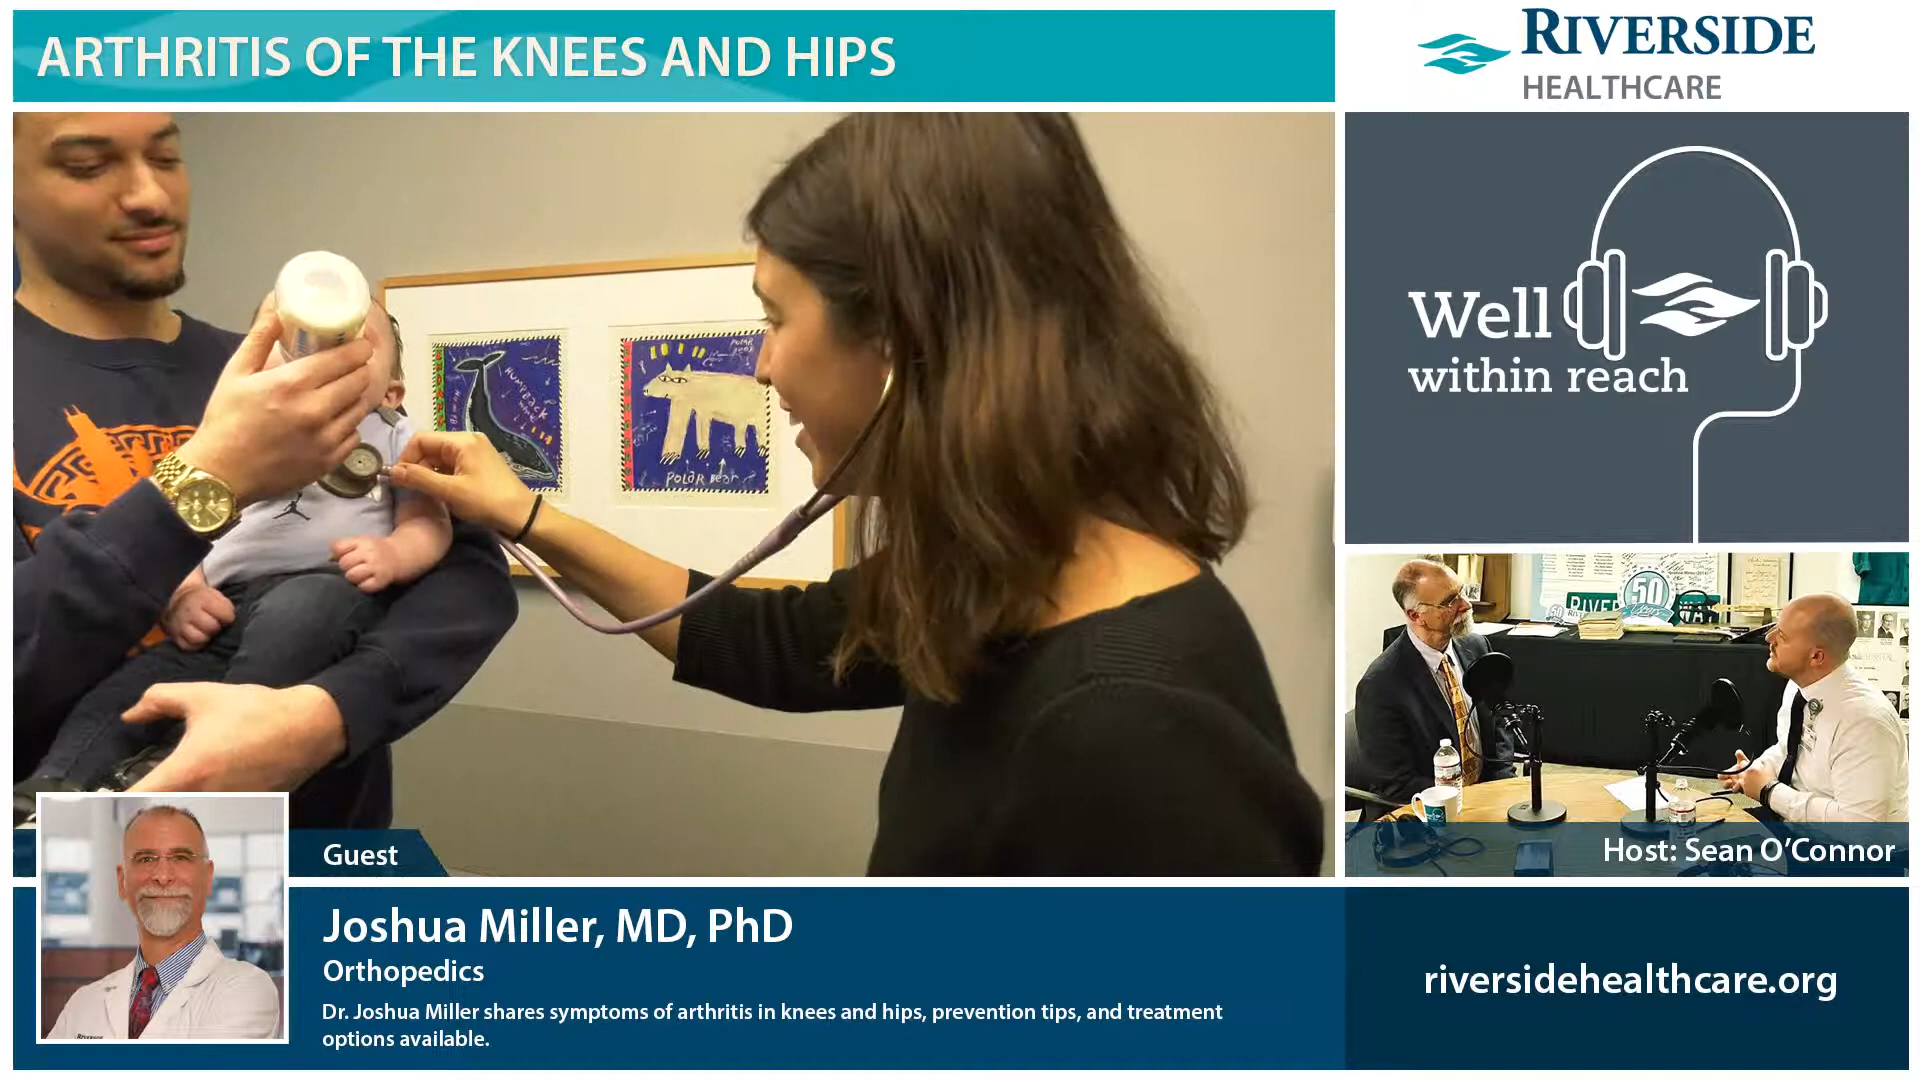 ARTHRITIS OF THE KNEES AND HIPS
RIVERSIDE
HEALTHCARE
HUMPBACK
POLAR BEAR
Well
within reach
50
Years
Host: Sean O'Connor
Guest
Joshua Miller, MD, PhD
Orthopedics
Dr. Joshua Miller shares symptoms of arthritis in knees and hips, prevention tips, and treatment
options available.
riversidehealthcare.org